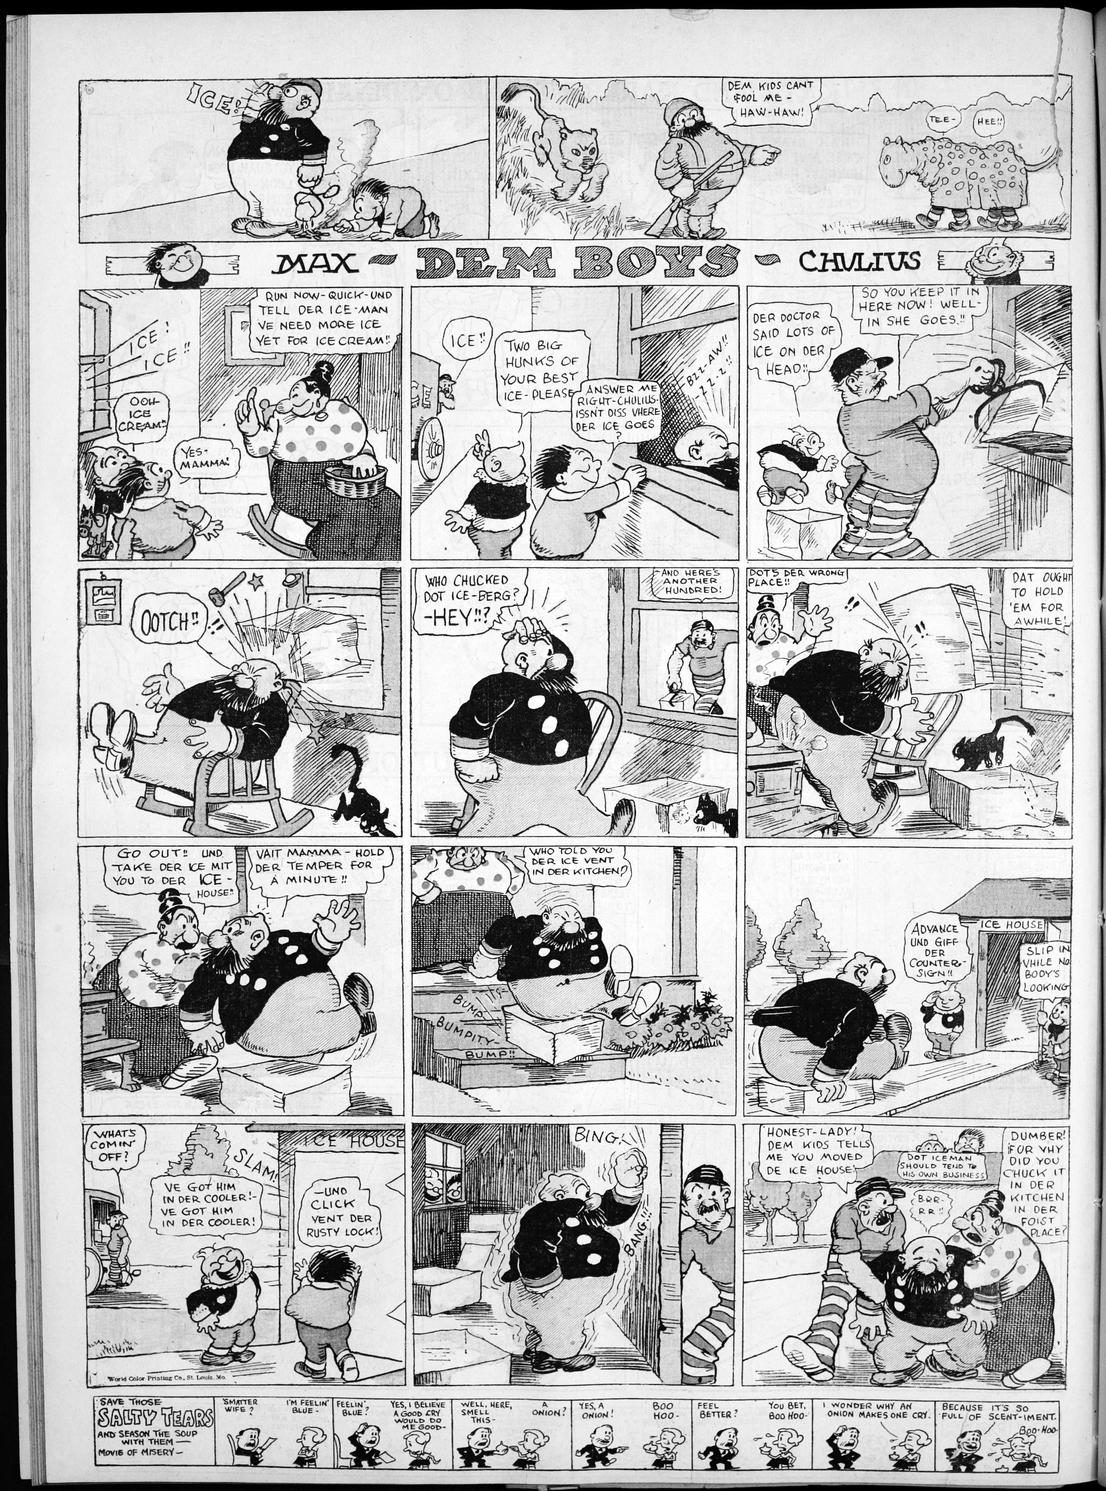 ICE!
DEM KIDS CANT
FOOL ME -
HAW-HAW!
TEE-
HEE!!
MAX ~ DEM BOYS ~ CHULIUS
ICE!
ICE!!
RUN NOW-QUICK-UND
TELL DER ICE-MAN
VE NEED MORE ICE
YET FOR ICE CREAM!!
OOH-
ICE
CREAM!!
YES-
MAMMA!
ICE!!
TWO BIG
HUNKS OF
YOUR BEST
ICE-PLEASE
ANSWER ME
RIGHT-CHULIUS-
ISSNT DISS VHERE
DER ICE GOES
?
BZZ-AW!!
-ZZ-Z!!
DER DOCTOR
SAID LOTS OF
ICE ON DER
HEAD!!
SO YOU KEEP IT IN
HERE NOW! WELL-
IN SHE GOES!!
OOTCH!!
!!
WHO CHUCKED
DOT ICE-BERG?
-HEY!!?
-AND HERE'S
ANOTHER
HUNDRED!
DOT'S DER WRONG
PLACE!!
!!
!!
DAT OUGHT
TO HOLD
'EM FOR
AWHILE!
GO OUT!! UND
TAKE DER ICE MIT
YOU TO DER ICE-
HOUSE!!
VAIT MAMMA-HOLD
DER TEMPER FOR
A MINUTE!!
WHO TOLD YOU
DER ICE VENT
IN DER KITCHEN?
BUMP-
BUMPITY-
BUMP!!
ADVANCE
UND GIFF
DER
COUNTER-
SIGN!!
ICE HOUSE
SLIP IN
VHILE NO-
BODY'S
LOOKING
WHAT'S
COMIN'
OFF?
SLAM!
ICE HOUSE
VE GOT HIM
IN DER COOLER!-
VE GOT HIM
IN DER COOLER!
-UND
CLICK
VENT DER
RUSTY LOCK!
World Color Printing Co., St. Louis, Mo.
BING!
BANG!!!
HONEST-LADY!
DEM KIDS TELLS
ME YOU MOVED
DE ICE HOUSE!
DOT ICEMAN
SHOULD TEND TO
HIS OWN BUSINESS
BRR-
RR!!
DUMBER!
FOR VHY
DID YOU
CHUCK IT
IN DER
KITCHEN
IN DER
FOIST
PLACE?
SAVE THOSE
SALTY TEARS
AND SEASON THE SOUP
WITH THEM -
MOVIE OF MISERY -
'SMATTER
WIFE?
I'M FEELIN'
BLUE -
FEELIN'
BLUE?
YES, I BELIEVE
A GOOD CRY
WOULD DO
ME GOOD-
WELL, HERE,
SMELL
THIS -
A
ONION?
YES, A
ONION!
BOO
HOO -
FEEL
BETTER?
YOU BET,
BOO HOO-
I WONDER WHY AN
ONION MAKES ONE CRY.
BECAUSE IT'S SO
FULL OF SCENT-IMENT.
BOO-HOO-